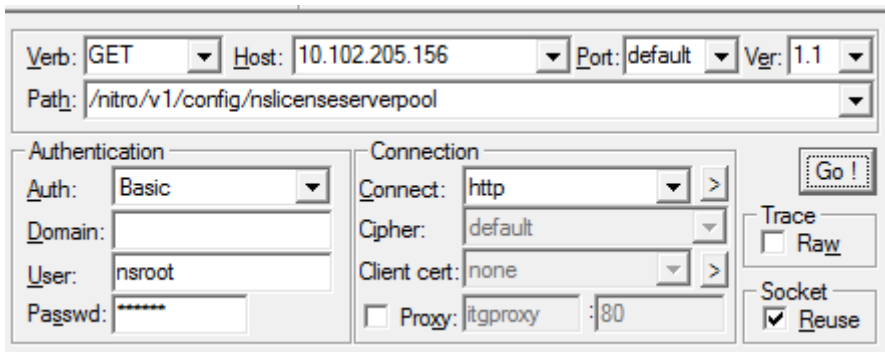 Verb: GET Host: 10.102.205.156 Port: default Ver: 1.1
Path: /nitro/v1/config/nslicenseserverpool
Authentication
Auth: Basic
Domain:
User: nsroot
Passwd: ******
Connection
Connect: http >
Cipher: default
Client cert: none >
Proxy: itgproxy :80
Go !
Trace
Raw
Socket
Reuse